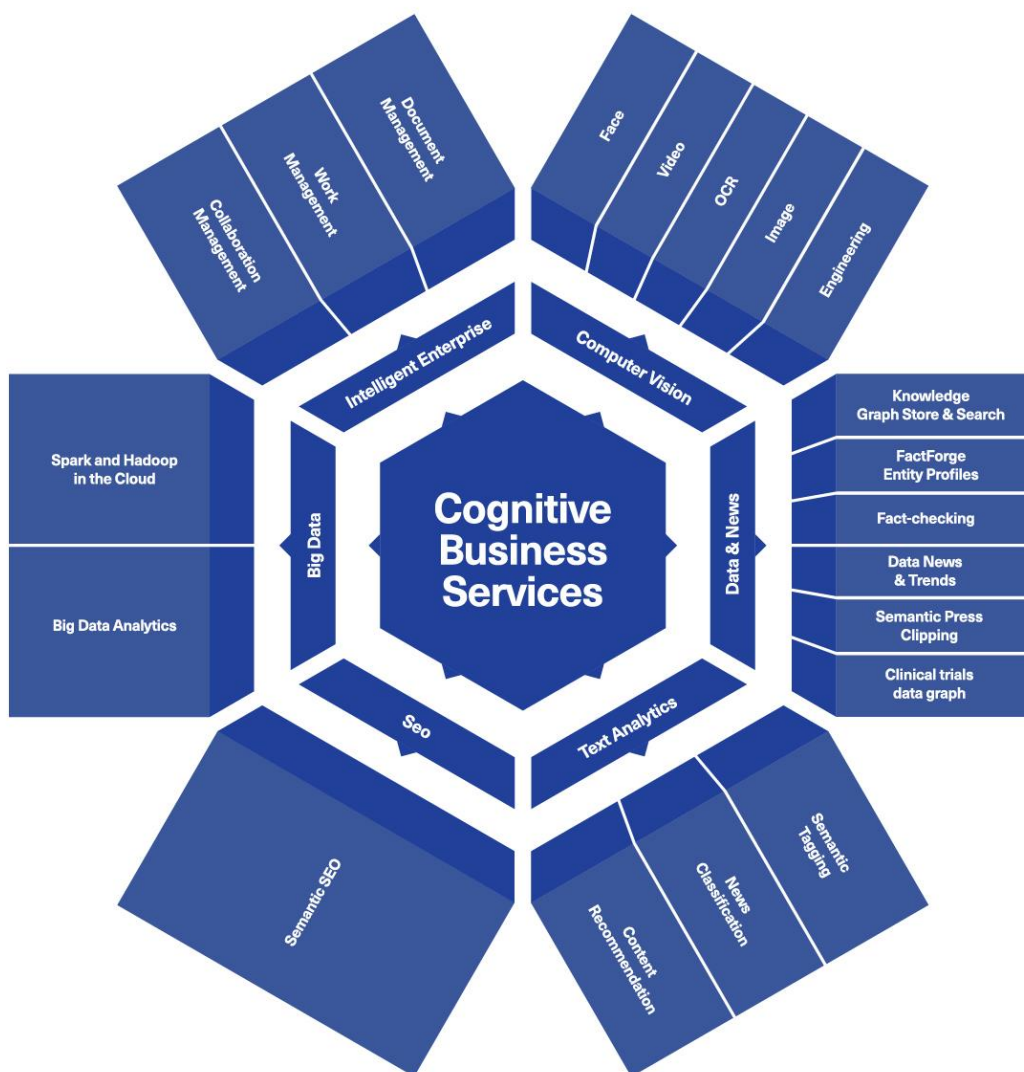 Cognitive
Business
Services
Intelligent Enterprise
Collaboration
Management
Work
Management
Document
Management
Computer Vision
Face
Video
OCR
Image
Engineering
Data & News
Knowledge
Graph Store & Search
FactForge
Entity Profiles
Fact-checking
Data News
& Trends
Semantic Press
Clipping
Clinical trials
data graph
Text Analytics
Semantic
Tagging
News
Classification
Content
Recommendation
Seo
Semantic SEO
Big Data
Spark and Hadoop
in the Cloud
Big Data Analytics